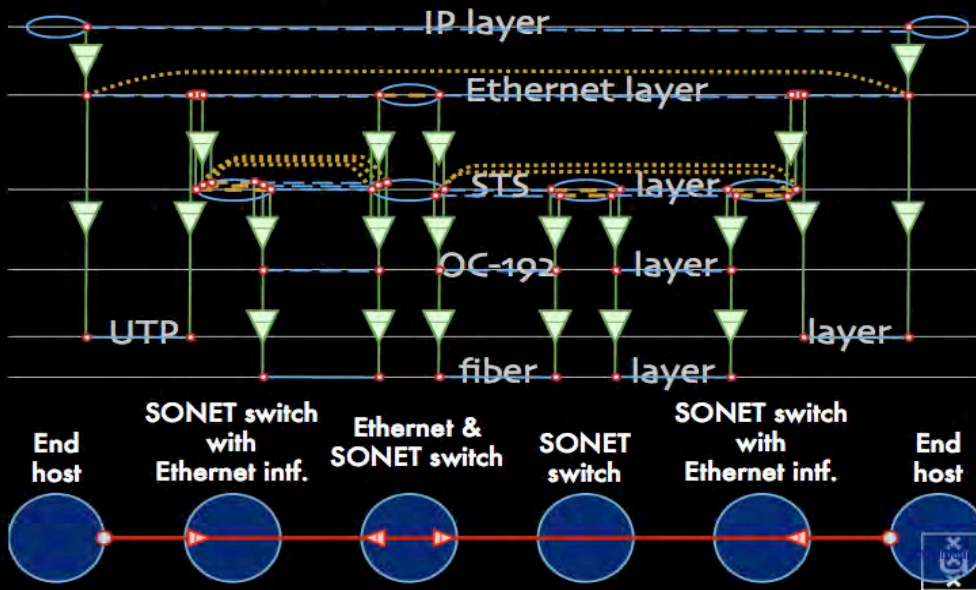 IP layer
Ethernet layer
STS layer
OC-192 layer
UTP layer
fiber layer
End
host
SONET switch
with
Ethernet intf.
Ethernet &
SONET switch
SONET
switch
SONET switch
with
Ethernet intf.
End
host